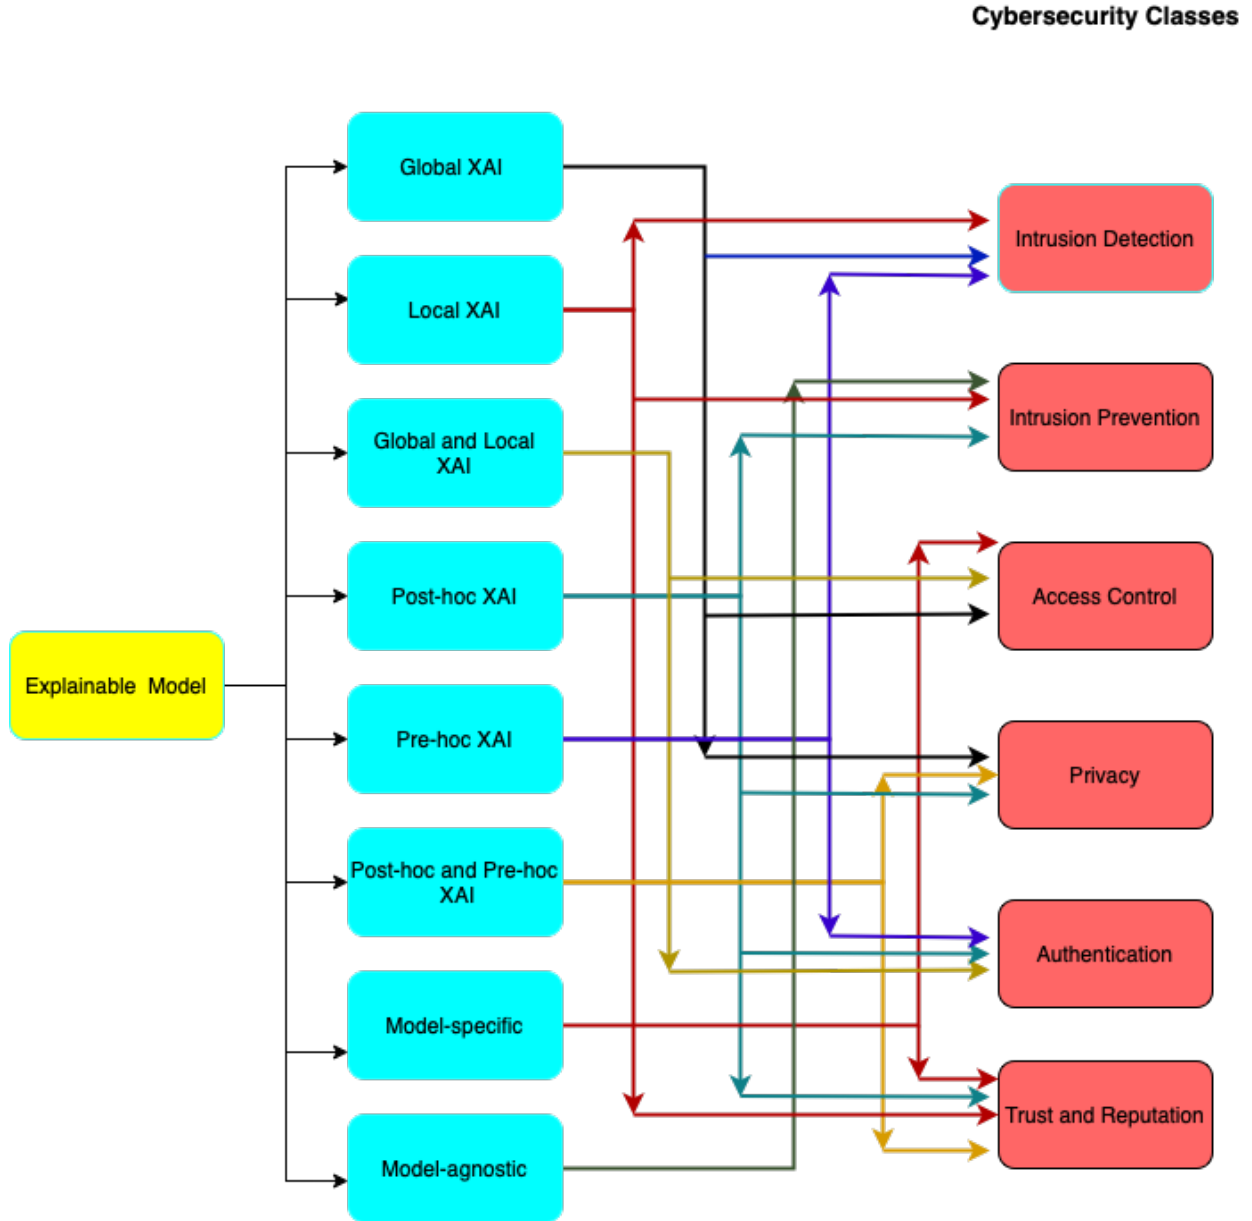 Cybersecurity Classes
Global XAI
Local XAI
Global and Local
XAI
Post-hoc XAI
Explainable Model
Pre-hoc XAI
Post-hoc and Pre-hoc
XAI
Model-specific
Model-agnostic
Intrusion Detection
Intrusion Prevention
Access Control
Privacy
Authentication
Trust and Reputation